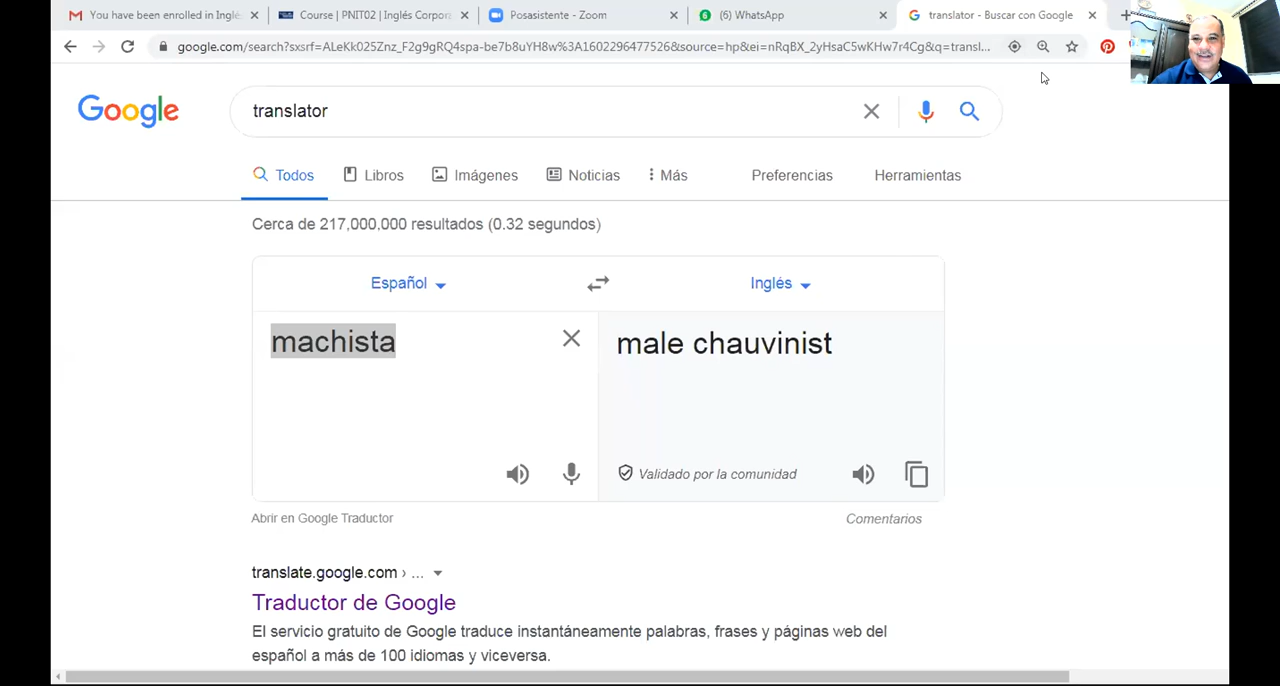 You have been enrolled in Inglé
Course | PNIT02 | Inglés Corpora
Posasistente - Zoom
(6) WhatsApp
translator - Buscar con Google
google.com/search?sxsrf=ALeKk025Znz_F2g9gRQ4spa-be7b8uYH8w%3A1602296477526&source=hp&ei=nRqBX_2yHsaC5wKHw7r4Cg&q=transl...
Google
translator
Todos
Libros
Imágenes
Noticias
Más
Preferencias
Herramientas
Cerca de 217,000,000 resultados (0.32 segundos)
Español
Inglés
machista
male chauvinist
Validado por la comunidad
Abrir en Google Traductor
Comentarios
translate.google.com › ...
Traductor de Google
El servicio gratuito de Google traduce instantáneamente palabras, frases y páginas web del
español a más de 100 idiomas y viceversa.